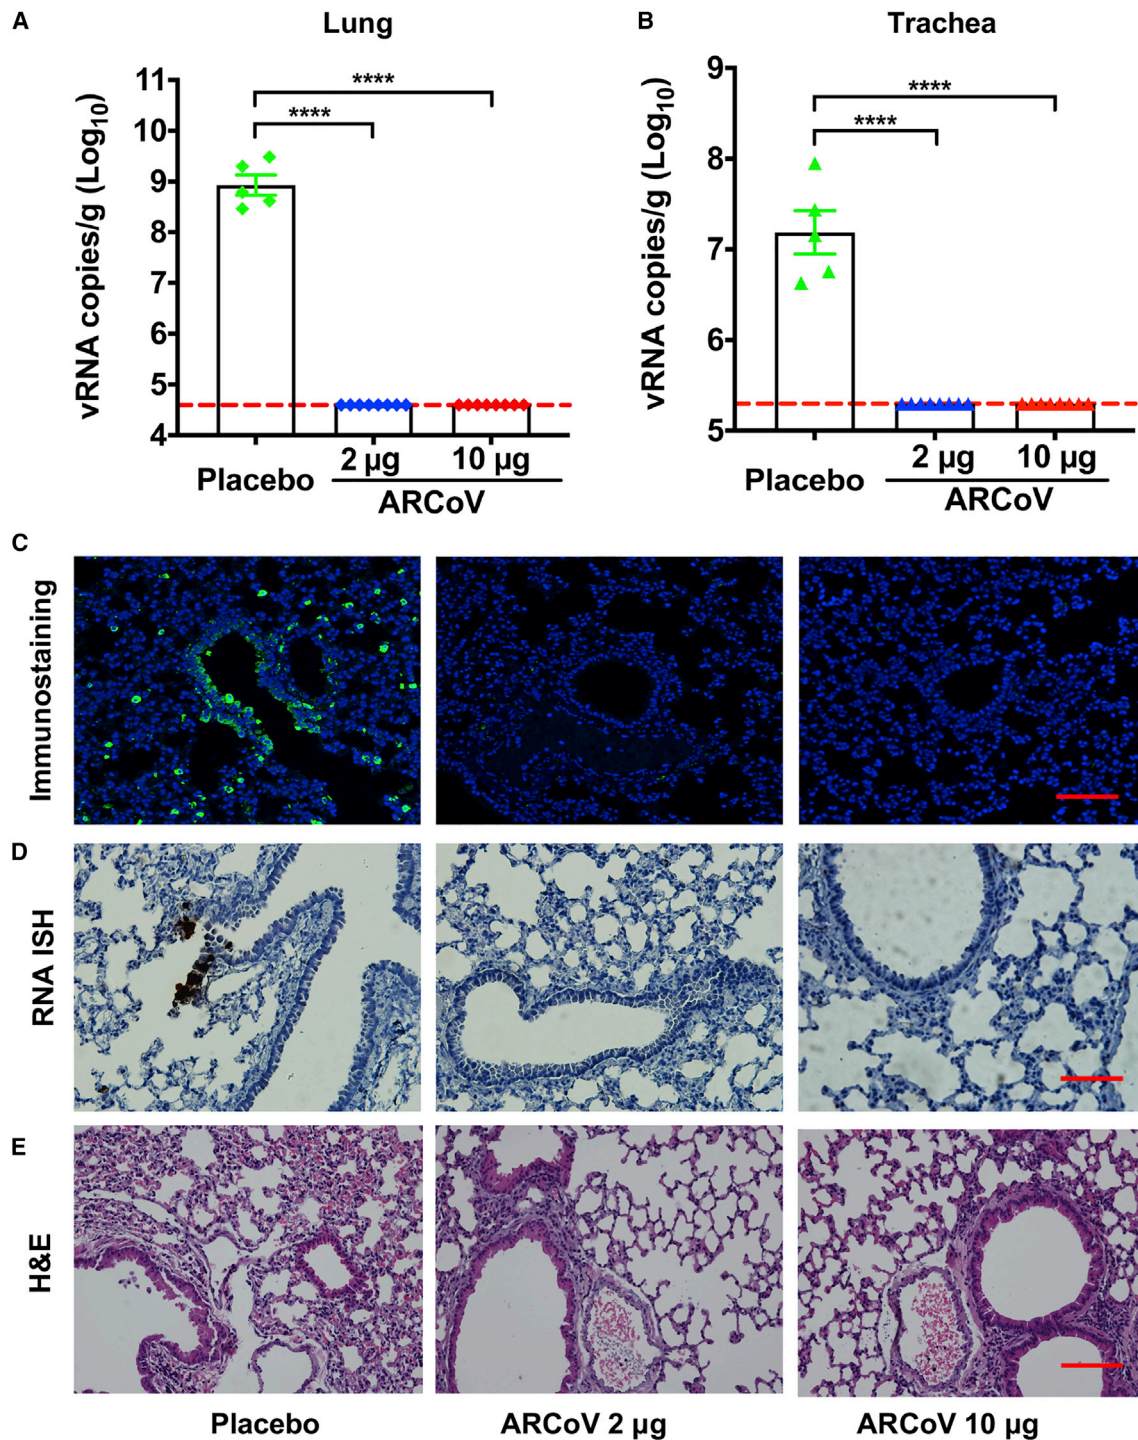 A
Lung
vRNA copies/g (Log10)
11
10
9
8
7
6
5
4
****
****
Placebo
2 µg
10 µg
ARCoV
B
Trachea
vRNA copies/g (Log10)
9
8
7
6
5
****
****
Placebo
2 µg
10 µg
ARCoV
C
Immunostaining
D
RNA ISH
E
H&E
Placebo
ARCoV 2 µg
ARCoV 10 µg